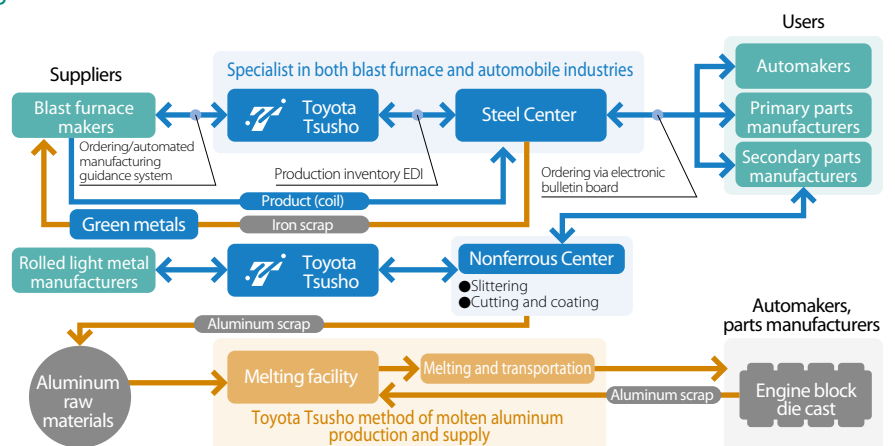 Users
Suppliers
Specialist in both blast furnace and automobile industries
Automakers
Blast furnace
makers
Toyota
Tsusho
Steel Center
Primary parts
manufacturers
Ordering/automated
manufacturing
guidance system
Production inventory EDI
Ordering via electronic
bulletin board
Secondary parts
manufacturers
Product (coil)
Green metals
Iron scrap
Rolled light metal
manufacturers
Toyota
Tsusho
Nonferrous Center
●Slittering
●Cutting and coating
Automakers,
parts manufacturers
Aluminum scrap
Aluminum
raw
materials
Melting facility
Melting and transportation
Aluminum scrap
Engine block
die cast
Toyota Tsusho method of molten aluminum
production and supply